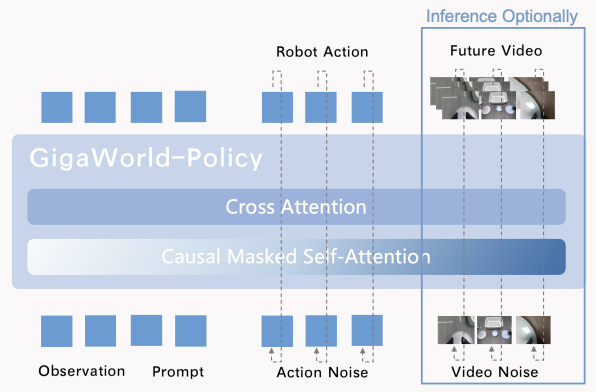 Inference Optionally
Robot Action
Future Video
GigaWorld-Policy
Cross Attention
Causal Masked Self-Attention
Observation
Prompt
Action Noise
Video Noise